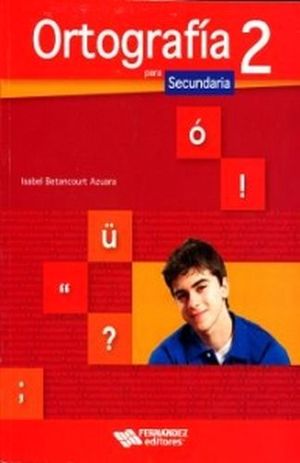 Ortografía 2
para
Secundaria
ó
Isabel Betancourt Azuara
!
ü
“
?
;
FERNÁNDEZ
editores